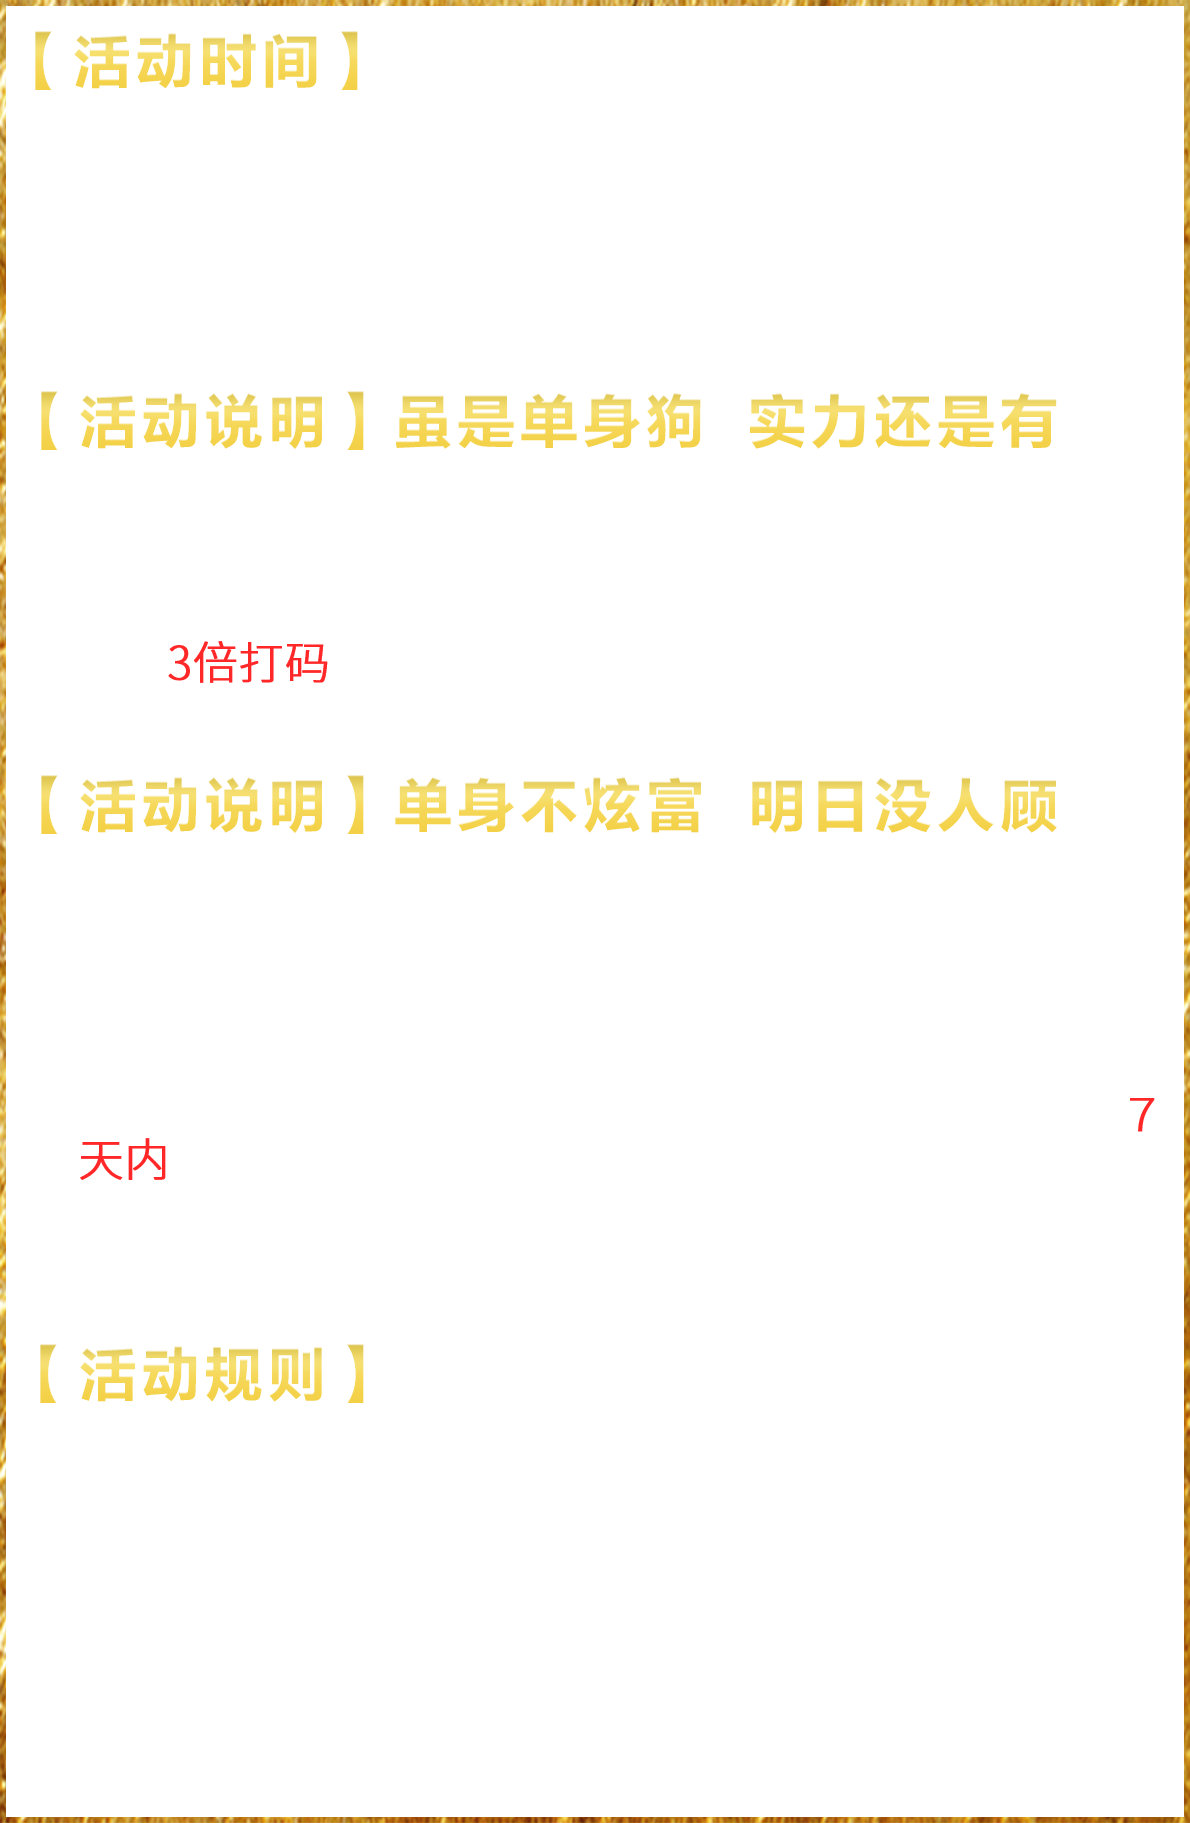 【活动时间】
【活动说明】虽是单身狗 实力还是有
3倍打码
【活动说明】单身不炫富 明日没人顾
7
天内
【活动规则】